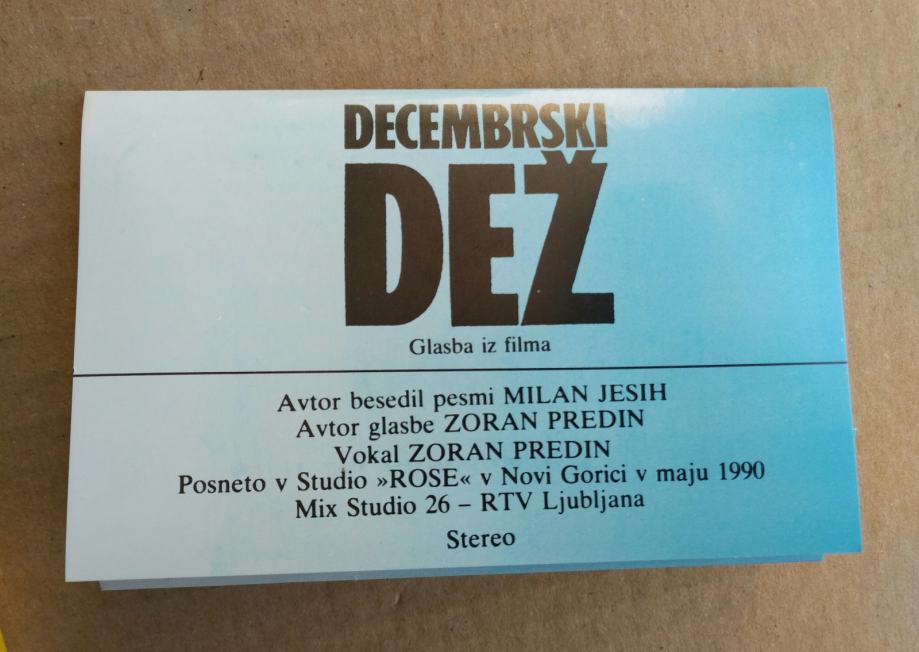 DECEMBRSKI
DEŽ
Glasba iz filma
Avtor besedil pesmi MILAN JESIH
Avtor glasbe ZORAN PREDIN
Vokal ZORAN PREDIN
Posneto v Studio »ROSE« v Novi Gorici v maju 1990
Mix Studio 26 – RTV Ljubljana
Stereo